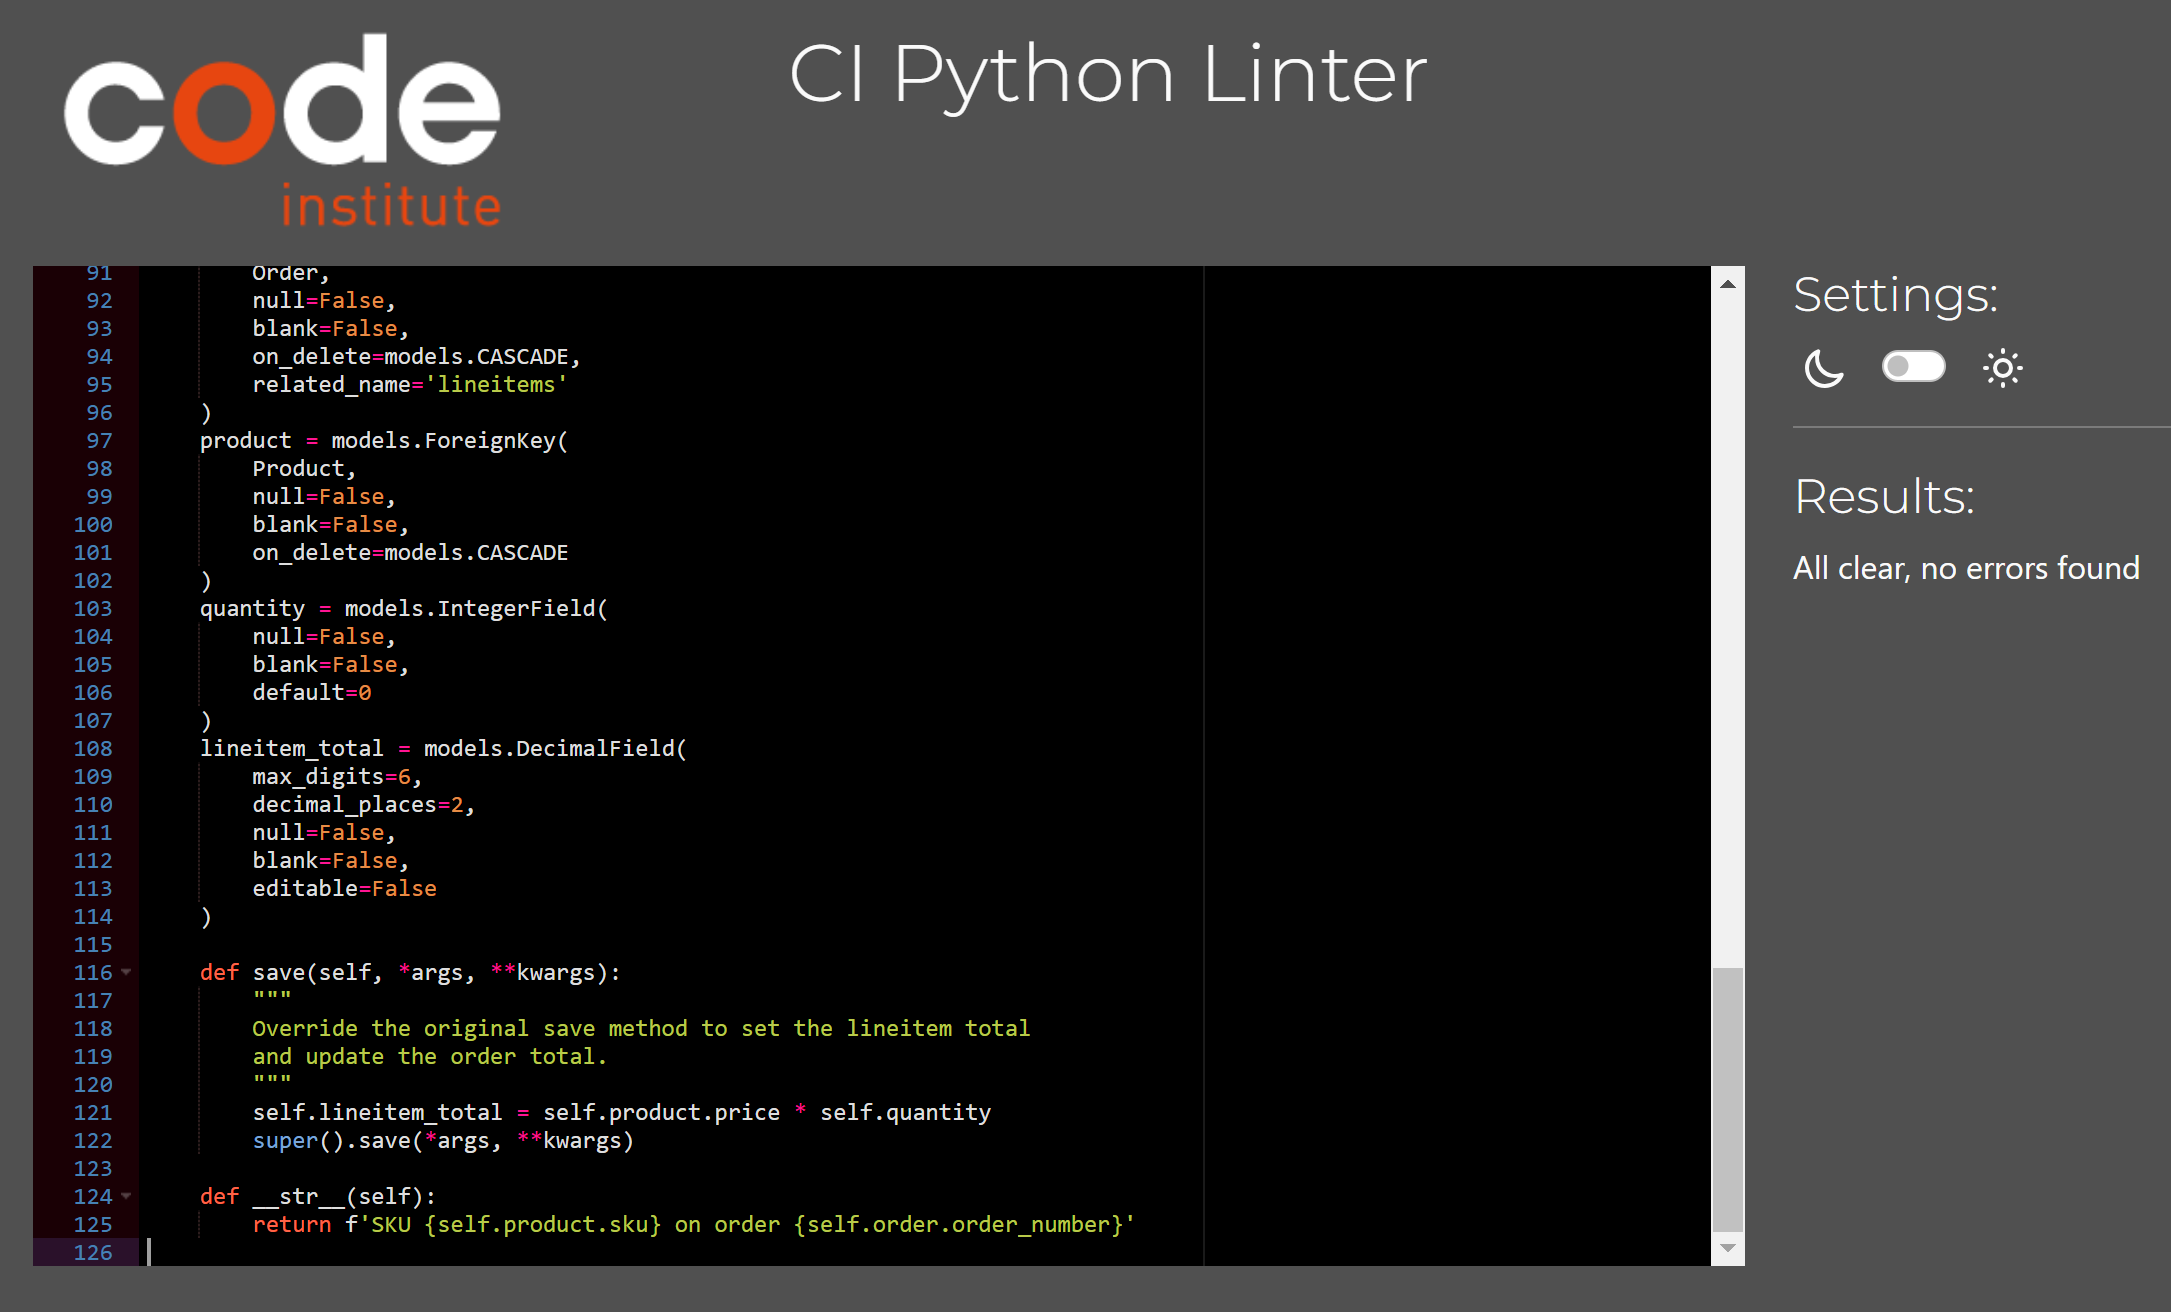 code
institute
CI Python Linter
91 Order,
92 null=False,
93 blank=False,
94 on_delete=models.CASCADE,
95 related_name='lineitems'
96 )
97 product = models.ForeignKey(
98 Product,
99 null=False,
100 blank=False,
101 on_delete=models.CASCADE
102 )
103 quantity = models.IntegerField(
104 null=False,
105 blank=False,
106 default=0
107 )
108 lineitem_total = models.DecimalField(
109 max_digits=6,
110 decimal_places=2,
111 null=False,
112 blank=False,
113 editable=False
114 )
115
116 def save(self, *args, **kwargs):
117 """
118 Override the original save method to set the lineitem total
119 and update the order total.
120 """
121 self.lineitem_total = self.product.price * self.quantity
122 super().save(*args, **kwargs)
123
124 def __str__(self):
125 return f'SKU {self.product.sku} on order {self.order.order_number}'
126
Settings:
Results:
All clear, no errors found